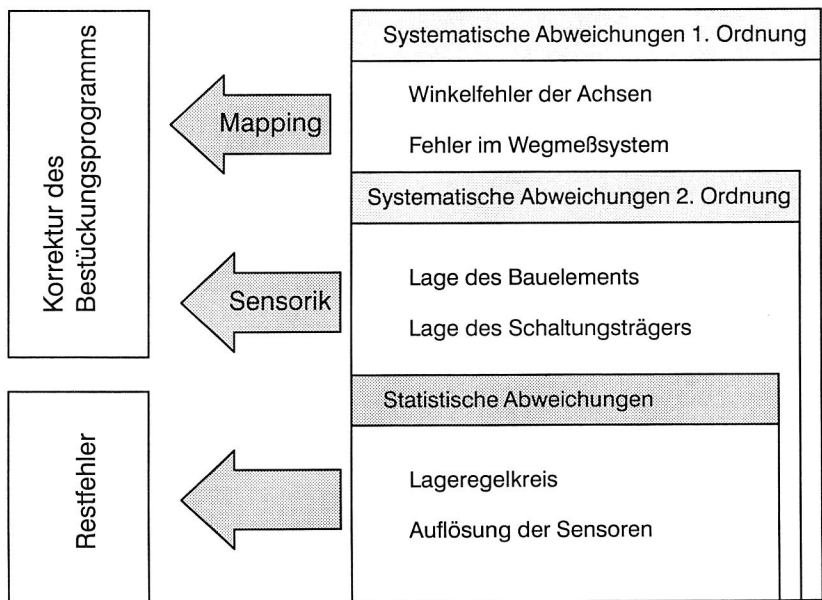 Korrektur des
Bestückungsprogramms
Restfehler
Mapping
Sensorik
Systematische Abweichungen 1. Ordnung
Winkelfehler der Achsen
Fehler im Wegmeßsystem
Systematische Abweichungen 2. Ordnung
Lage des Bauelements
Lage des Schaltungsträgers
Statistische Abweichungen
Lageregelkreis
Auflösung der Sensoren